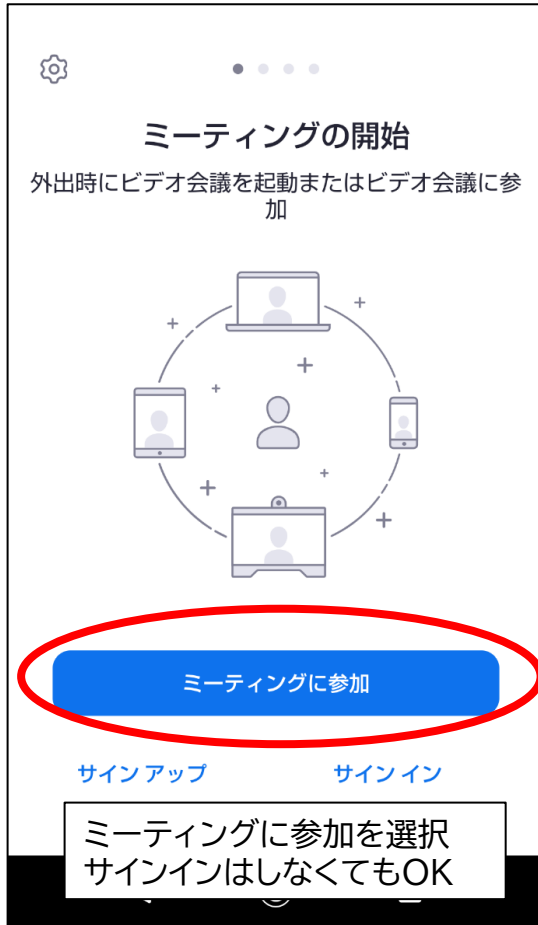 ミーティングの開始
外出時にビデオ会議を起動またはビデオ会議に参
加
ミーティングに参加
サイン アップ
サイン イン
ミーティングに参加を選択
サインインはしなくてもOK